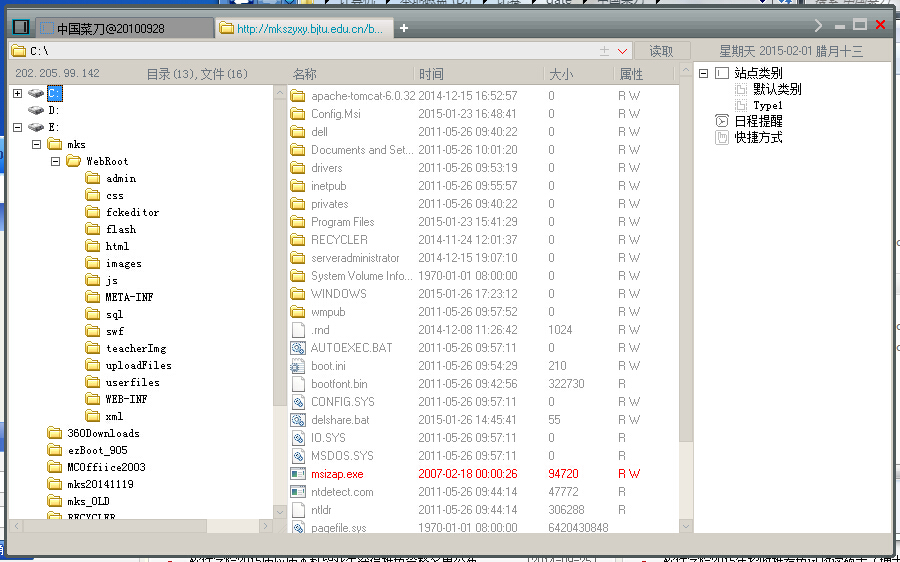 中国菜刀@20100928
http://mkszyxy.bjtu.edu.cn/b...
+
C:\
读取
星期天 2015-02-01 腊月十三
202.205.99.142
目录(13),文件(16)
名称 时间 大小 属性
C:
D:
E:
mks
WebRoot
admin
css
fckeditor
flash
html
images
js
META-INF
sql
swf
teacherImg
uploadFiles
userfiles
WEB-INF
xml
360Downloads
ezBoot_905
MCOffiice2003
mks20141119
mks_OLD
RECYCLER
apache-tomcat-6.0.32 2014-12-15 16:52:57 0 R W
Config.Msi 2015-01-23 16:48:41 0 R W
dell 2011-05-26 09:40:22 0 R W
Documents and Set... 2011-05-26 10:01:20 0 R W
drivers 2011-05-26 09:53:19 0 R W
inetpub 2011-05-26 09:55:57 0 R W
privates 2011-05-26 09:40:22 0 R W
Program Files 2015-01-23 15:41:29 0 R W
RECYCLER 2014-11-24 12:01:37 0 R W
serveradministrator 2014-12-15 19:07:10 0 R W
System Volume Info... 1970-01-01 08:00:00 0 R W
WINDOWS 2015-01-26 17:23:12 0 R W
wmpub 2011-05-26 09:57:52 0 R W
.rnd 2014-12-08 11:26:42 1024 R W
AUTOEXEC.BAT 2011-05-26 09:57:11 0 R W
boot.ini 2011-05-26 09:54:29 210 R W
bootfont.bin 2011-05-26 09:42:56 322730 R
CONFIG.SYS 2011-05-26 09:57:11 0 R W
delshare.bat 2015-01-26 14:45:41 55 R W
IO.SYS 2011-05-26 09:57:11 0 R
MSDOS.SYS 2011-05-26 09:57:11 0 R
msizap.exe 2007-02-18 00:00:26 94720 R W
ntdetect.com 2011-05-26 09:44:14 47772 R
ntldr 2011-05-26 09:44:14 306288 R
pagefile.sys 1970-01-01 08:00:00 6420430848
站点类别
默认类别
Type1
日程提醒
快捷方式